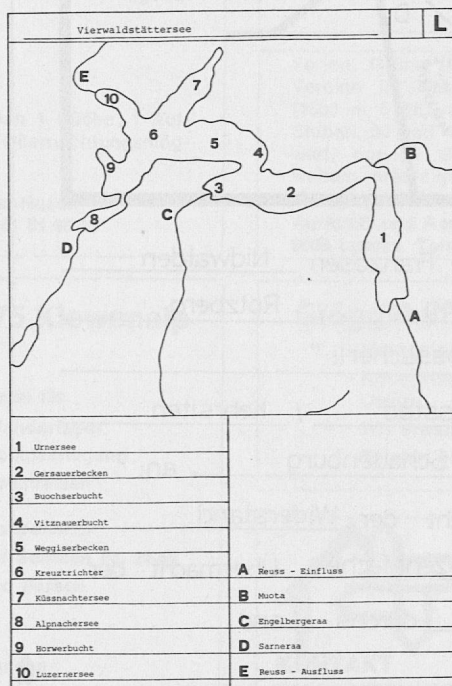 Vierwaldstättersee
L
E
10
7
6
5
B
4
9
3
2
8
C
1
D
A
1 Urnersee
2 Gersauerbecken
3 Buochserbucht
4 Vitznauerbucht
5 Weggiserbecken
6 Kreuztrichter
7 Küssnachtersee
8 Alpnachersee
9 Horwerbucht
10 Luzernersee
A Reuss - Einfluss
B Muota
C Engelbergeraa
D Sarneraa
E Reuss - Ausfluss